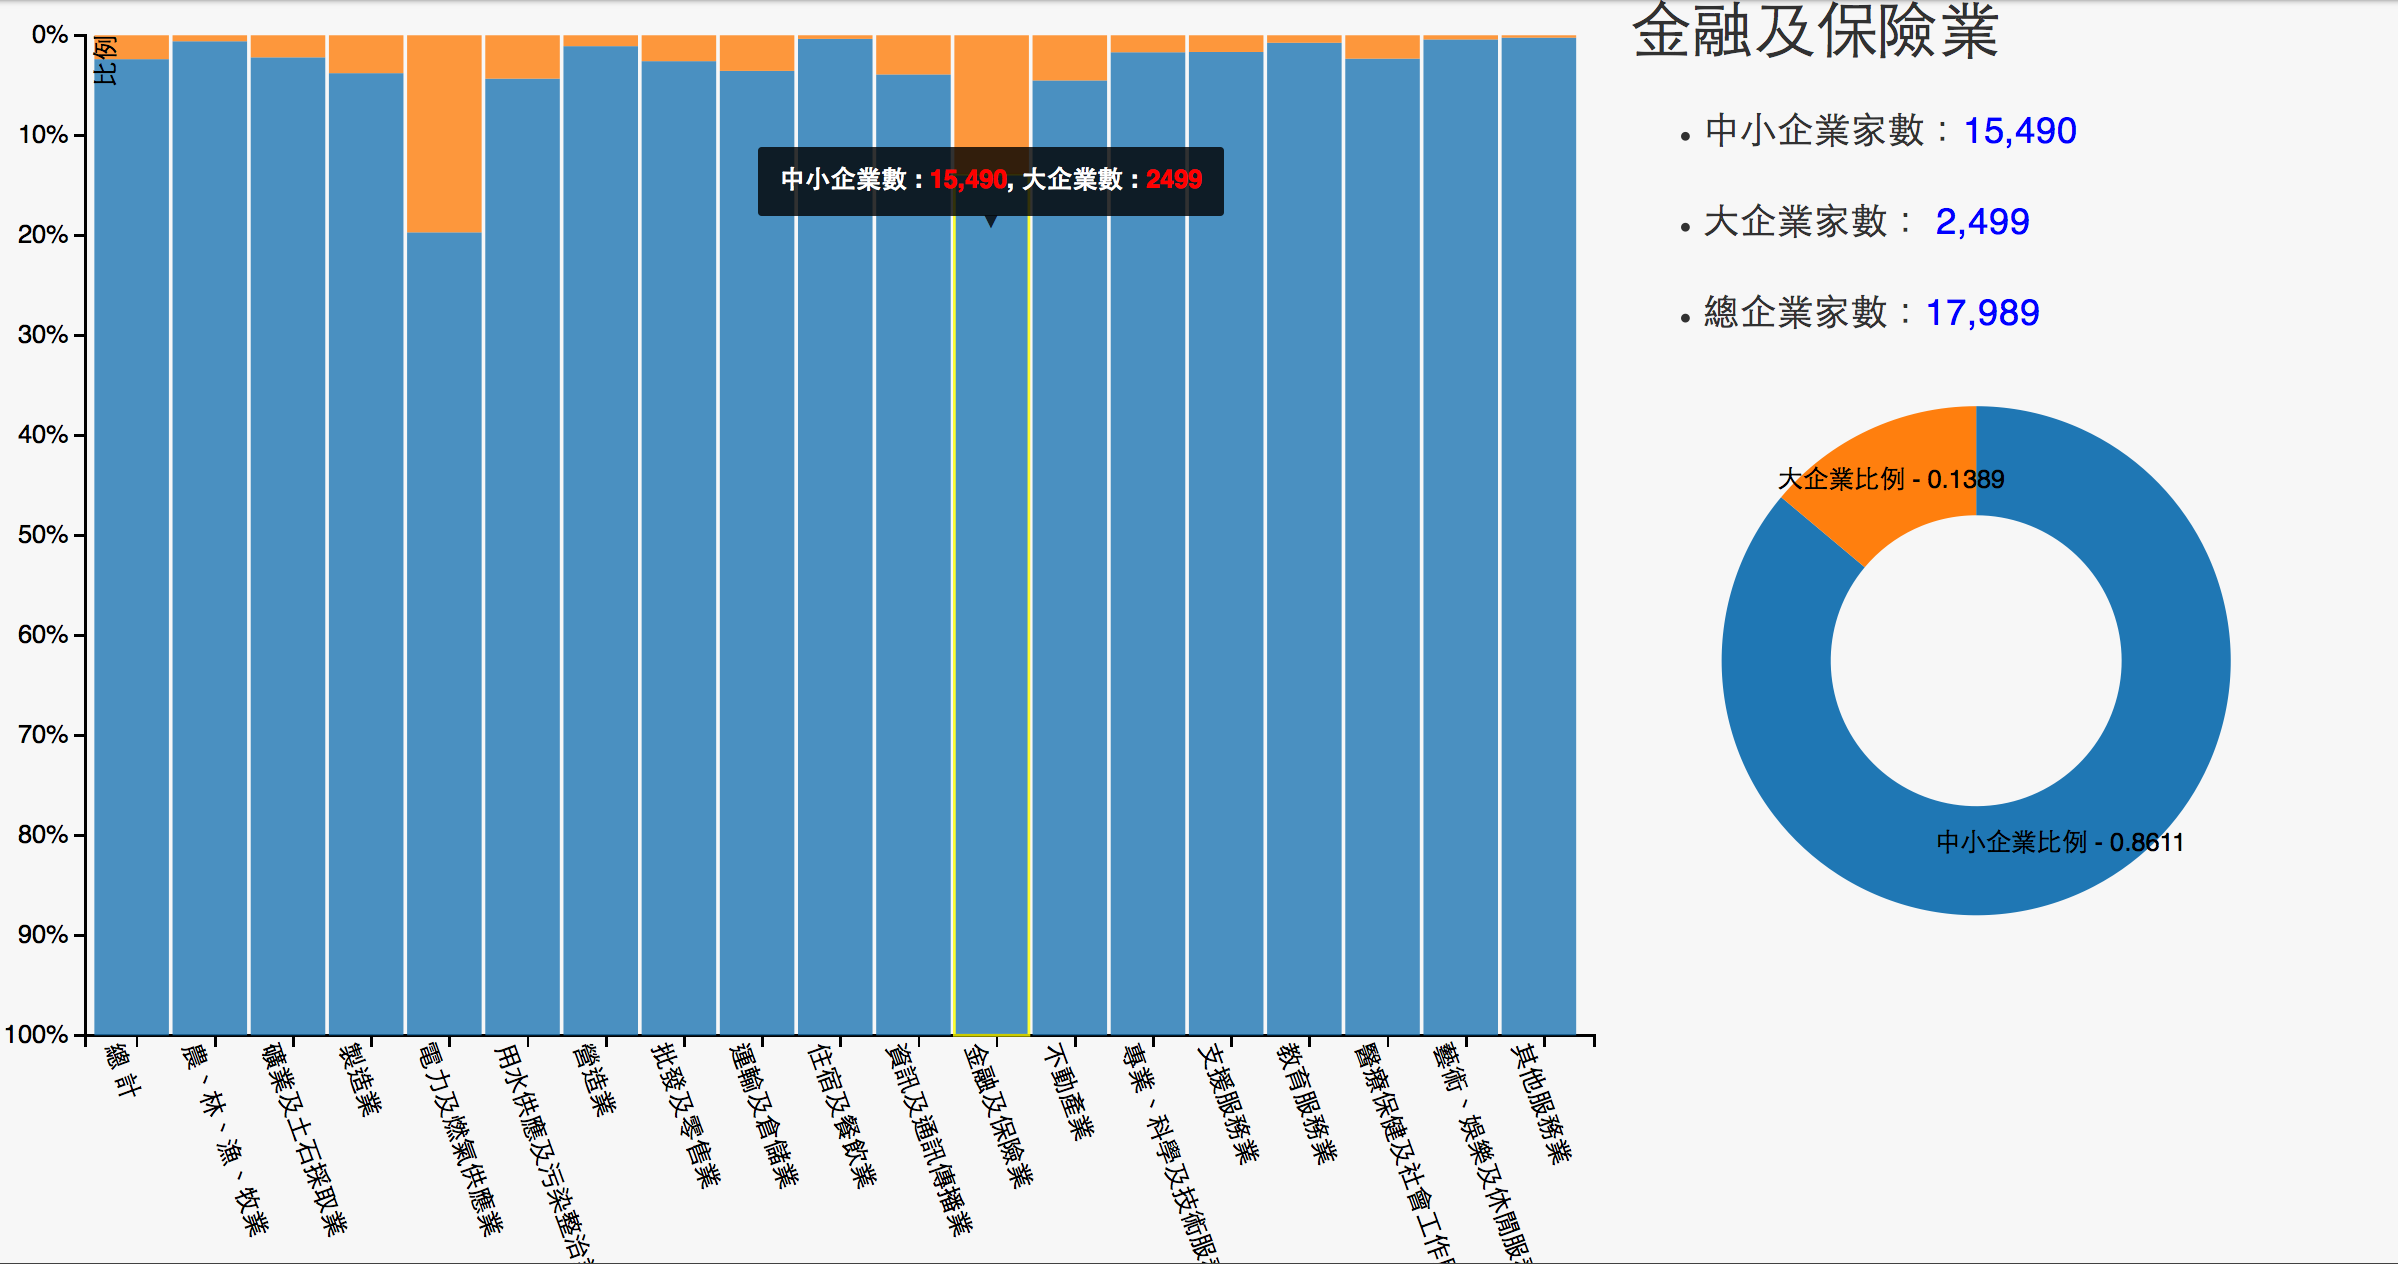 0%
10%
20%
30%
40%
50%
60%
70%
80%
90%
100%
比例
中小企業數 : 15,490, 大企業數 : 2499
總 計
農、林、漁、牧業
礦業及土石採取業
製造業
電力及燃氣供應業
用水供應及污染整治
營造業
批發及零售業
運輸及倉儲業
住宿及餐飲業
資訊及通訊傳播業
金融及保險業
不動產業
專業、科學及技術服
支援服務業
教育服務業
醫療保健及社會工作
藝術、娛樂及休閒服
其他服務業
金融及保險業
• 中小企業家數：15,490
• 大企業家數： 2,499
• 總企業家數：17,989
大企業比例 - 0.1389
中小企業比例 - 0.8611